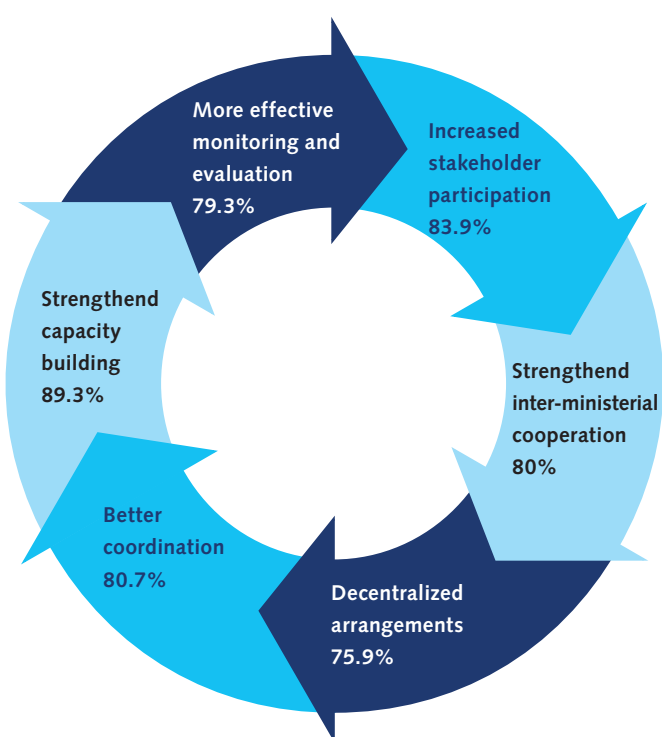 More effective
monitoring and
evaluation
79.3%
Increased
stakeholder
participation
83.9%
Strengthend
inter-ministerial
cooperation
80%
Decentralized
arrangements
75.9%
Better
coordination
80.7%
Strengthend
capacity
building
89.3%